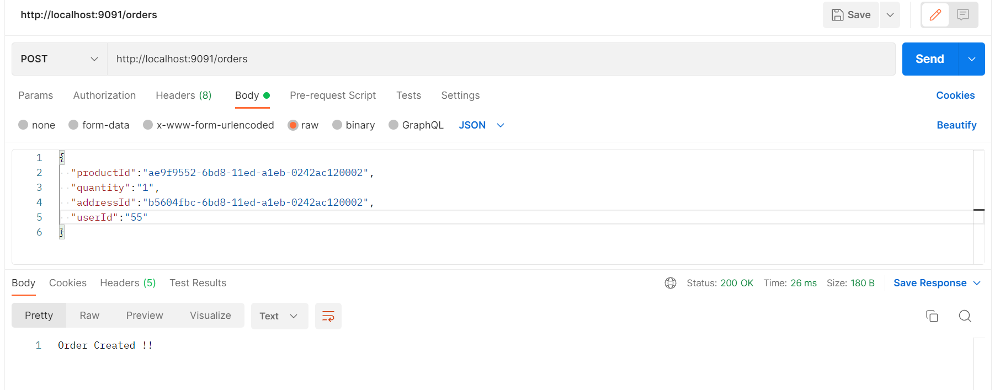 http://localhost:9091/orders Save
POST http://localhost:9091/orders Send
Params Authorization Headers (8) Body Pre-request Script Tests Settings Cookies
none form-data x-www-form-urlencoded raw binary GraphQL JSON Beautify
1 {
2 "productId":"ae9f9552-6bd8-11ed-a1eb-0242ac120002",
3 "quantity":"1",
4 "addressId":"b5604fbc-6bd8-11ed-a1eb-0242ac120002",
5 "userId":"55"
6 }
Body Cookies Headers (5) Test Results Status: 200 OK Time: 26 ms Size: 180 B Save Response
Pretty Raw Preview Visualize Text
1 Order Created !!